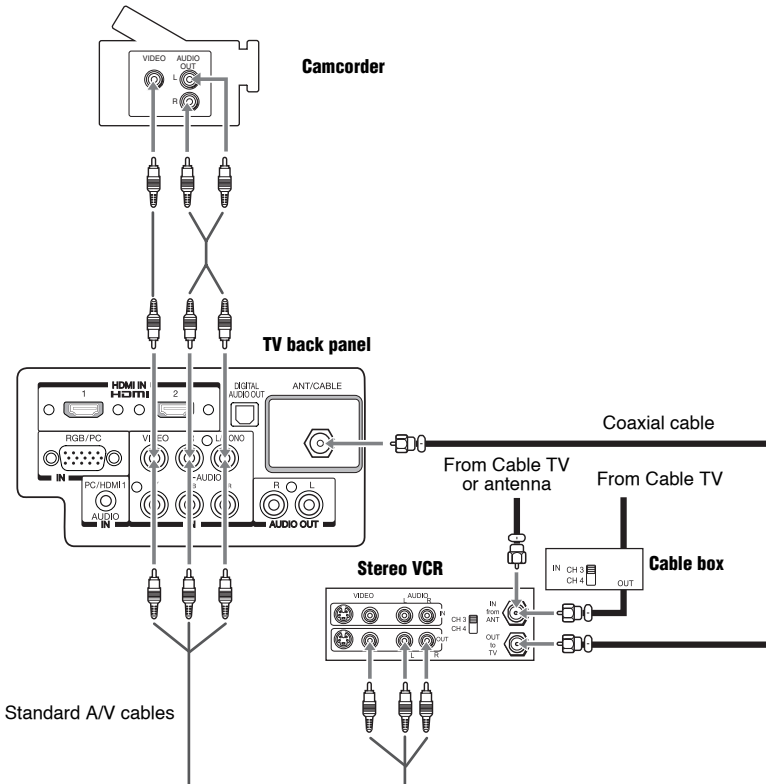 VIDEO
AUDIO
OUT
L
R
Camcorder
TV back panel
HDMI IN
1
HDMI
2
DIGITAL
AUDIO OUT
ANT/CABLE
RGB/PC
IN
VIDEO
L/MONO
AUDIO
PC/HDMI1
AUDIO
IN
IN
R
L
AUDIO OUT
Coaxial cable
From Cable TV
or antenna
From Cable TV
Cable box
IN
CH 3
CH 4
OUT
Stereo VCR
VIDEO
AUDIO
L
R
IN
OUT
L
R
CH 3
CH 4
IN
from
ANT
OUT
to
TV
Standard A/V cables